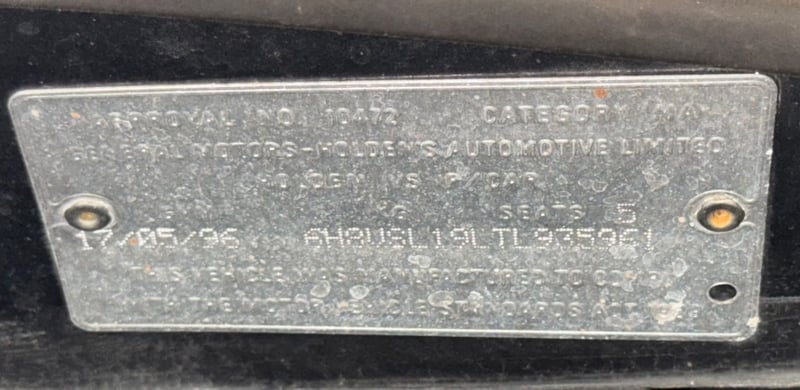 APPROVAL NO. 10472 CATEGORY MA
GENERAL MOTORS-HOLDEN'S AUTOMOTIVE LIMITED
HOLDEN VS P/CAR
SEATS 5
17/05/96 6H8VSL19LTL935961
THIS VEHICLE WAS MANUFACTURED TO COMPLY
WITH THE MOTOR VEHICLE STANDARDS ACT